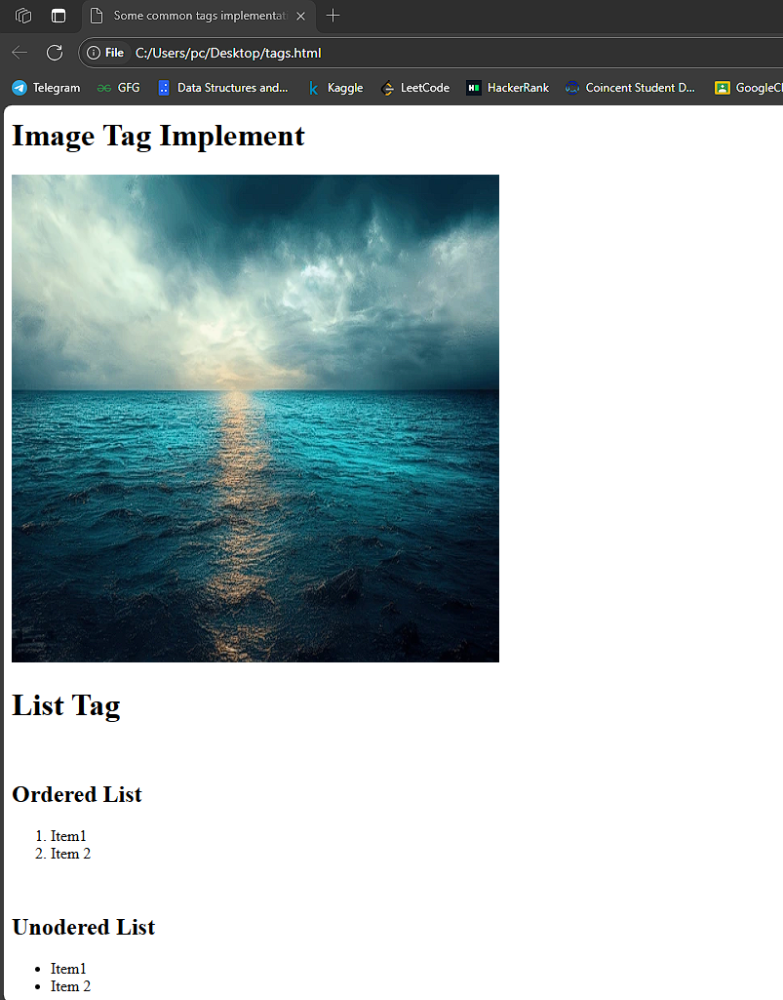 Some common tags implementat
File C:/Users/pc/Desktop/tags.html
Telegram GFG Data Structures and... Kaggle LeetCode HackerRank Coincent Student D... GoogleCl
Image Tag Implement
List Tag
Ordered List
1. Item1
2. Item 2
Unodered List
• Item1
• Item 2